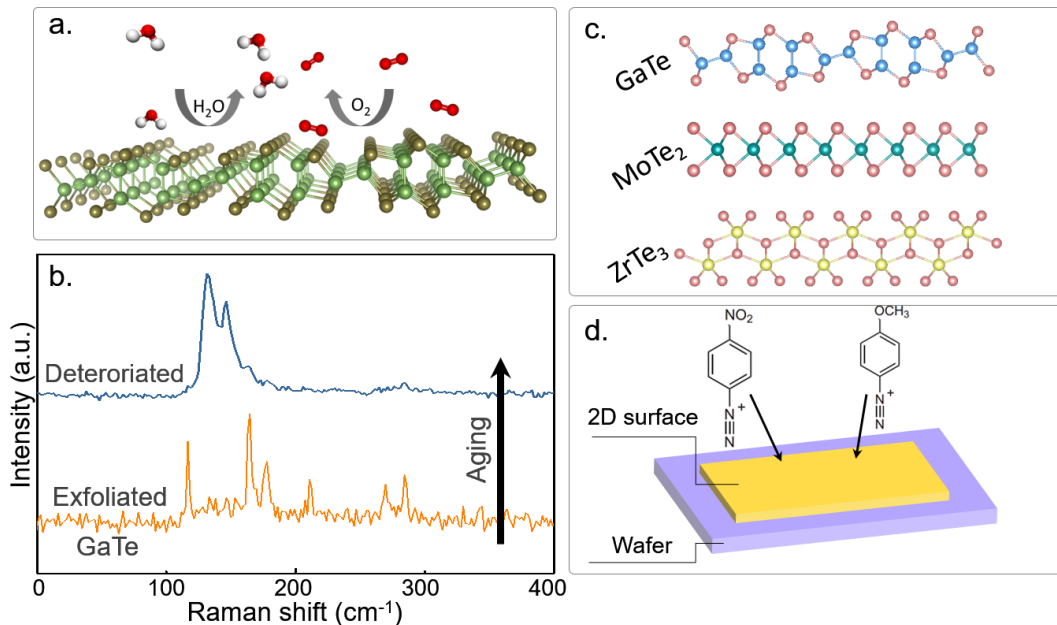 a.
H₂O
O₂
b.
Intensity (a.u.)
Deteroriated
Exfoliated
GaTe
Aging
0
100
200
300
400
Raman shift (cm⁻¹)
c.
GaTe
MoTe₂
ZrTe₃
d.
NO₂
OCH₃
N
+
N
N
+
N
2D surface
Wafer